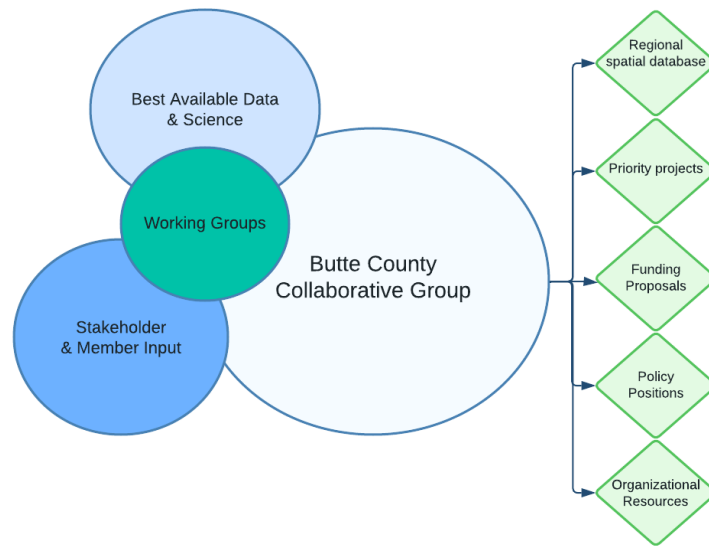 Best Available Data
& Science
Working Groups
Stakeholder
& Member Input
Butte County
Collaborative Group
Regional
spatial database
Priority projects
Funding
Proposals
Policy
Positions
Organizational
Resources